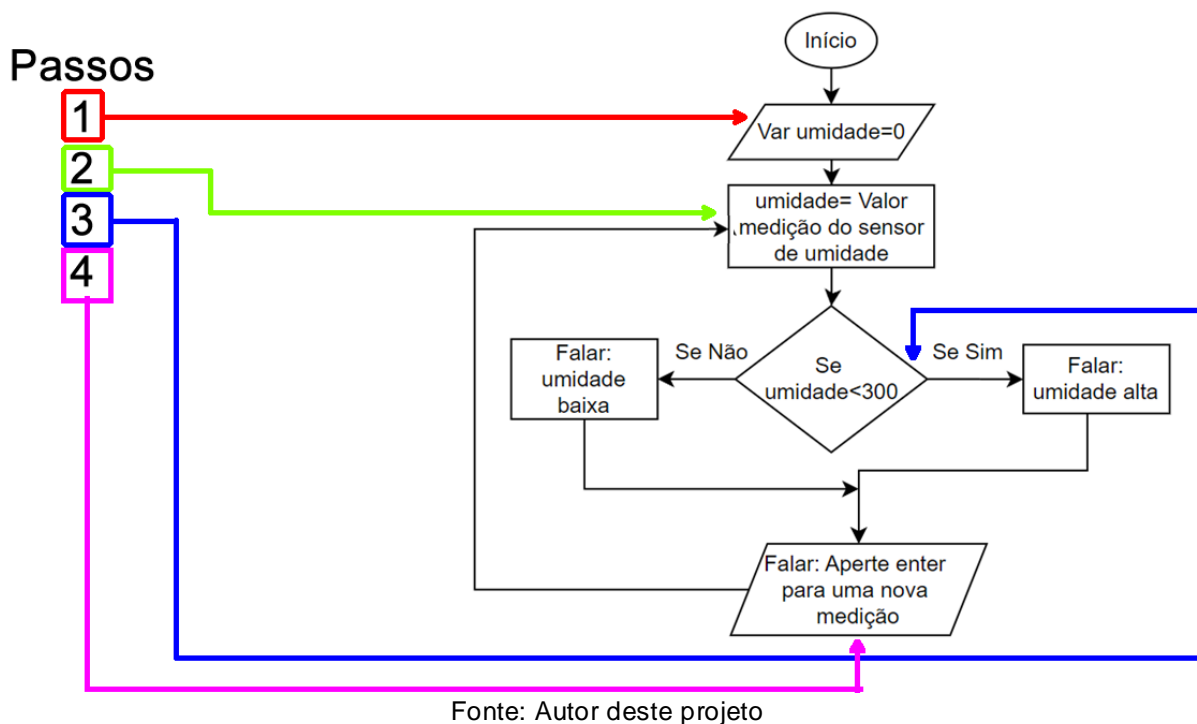 Início
Passos
1
Var umidade=0
2
3
4
umidade= Valor
medição do sensor
de umidade
Se Não
Se Sim
Falar:
umidade
baixa
Se
umidade<300
Falar:
umidade alta
Falar: Aperte enter
para uma nova
medição
Fonte: Autor deste projeto